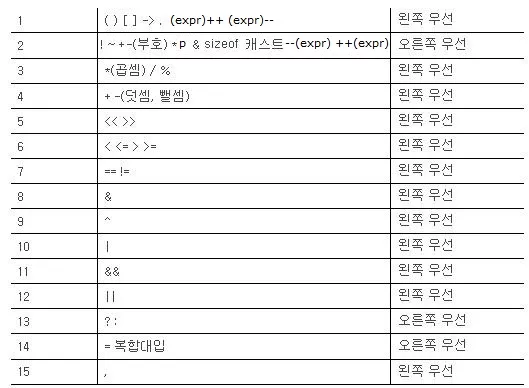 1 ( ) [ ] -> . (expr)++ (expr)-- 왼쪽 우선
2 ! ~ + -(부호) *p & sizeof 캐스트 --(expr) ++(expr) 오른쪽 우선
3 *(곱셈) / % 왼쪽 우선
4 + -(덧셈, 뺄셈) 왼쪽 우선
5 << >> 왼쪽 우선
6 < <= > >= 왼쪽 우선
7 == != 왼쪽 우선
8 & 왼쪽 우선
9 ^ 왼쪽 우선
10 | 왼쪽 우선
11 && 왼쪽 우선
12 || 왼쪽 우선
13 ? : 오른쪽 우선
14 = 복합대입 오른쪽 우선
15 , 왼쪽 우선